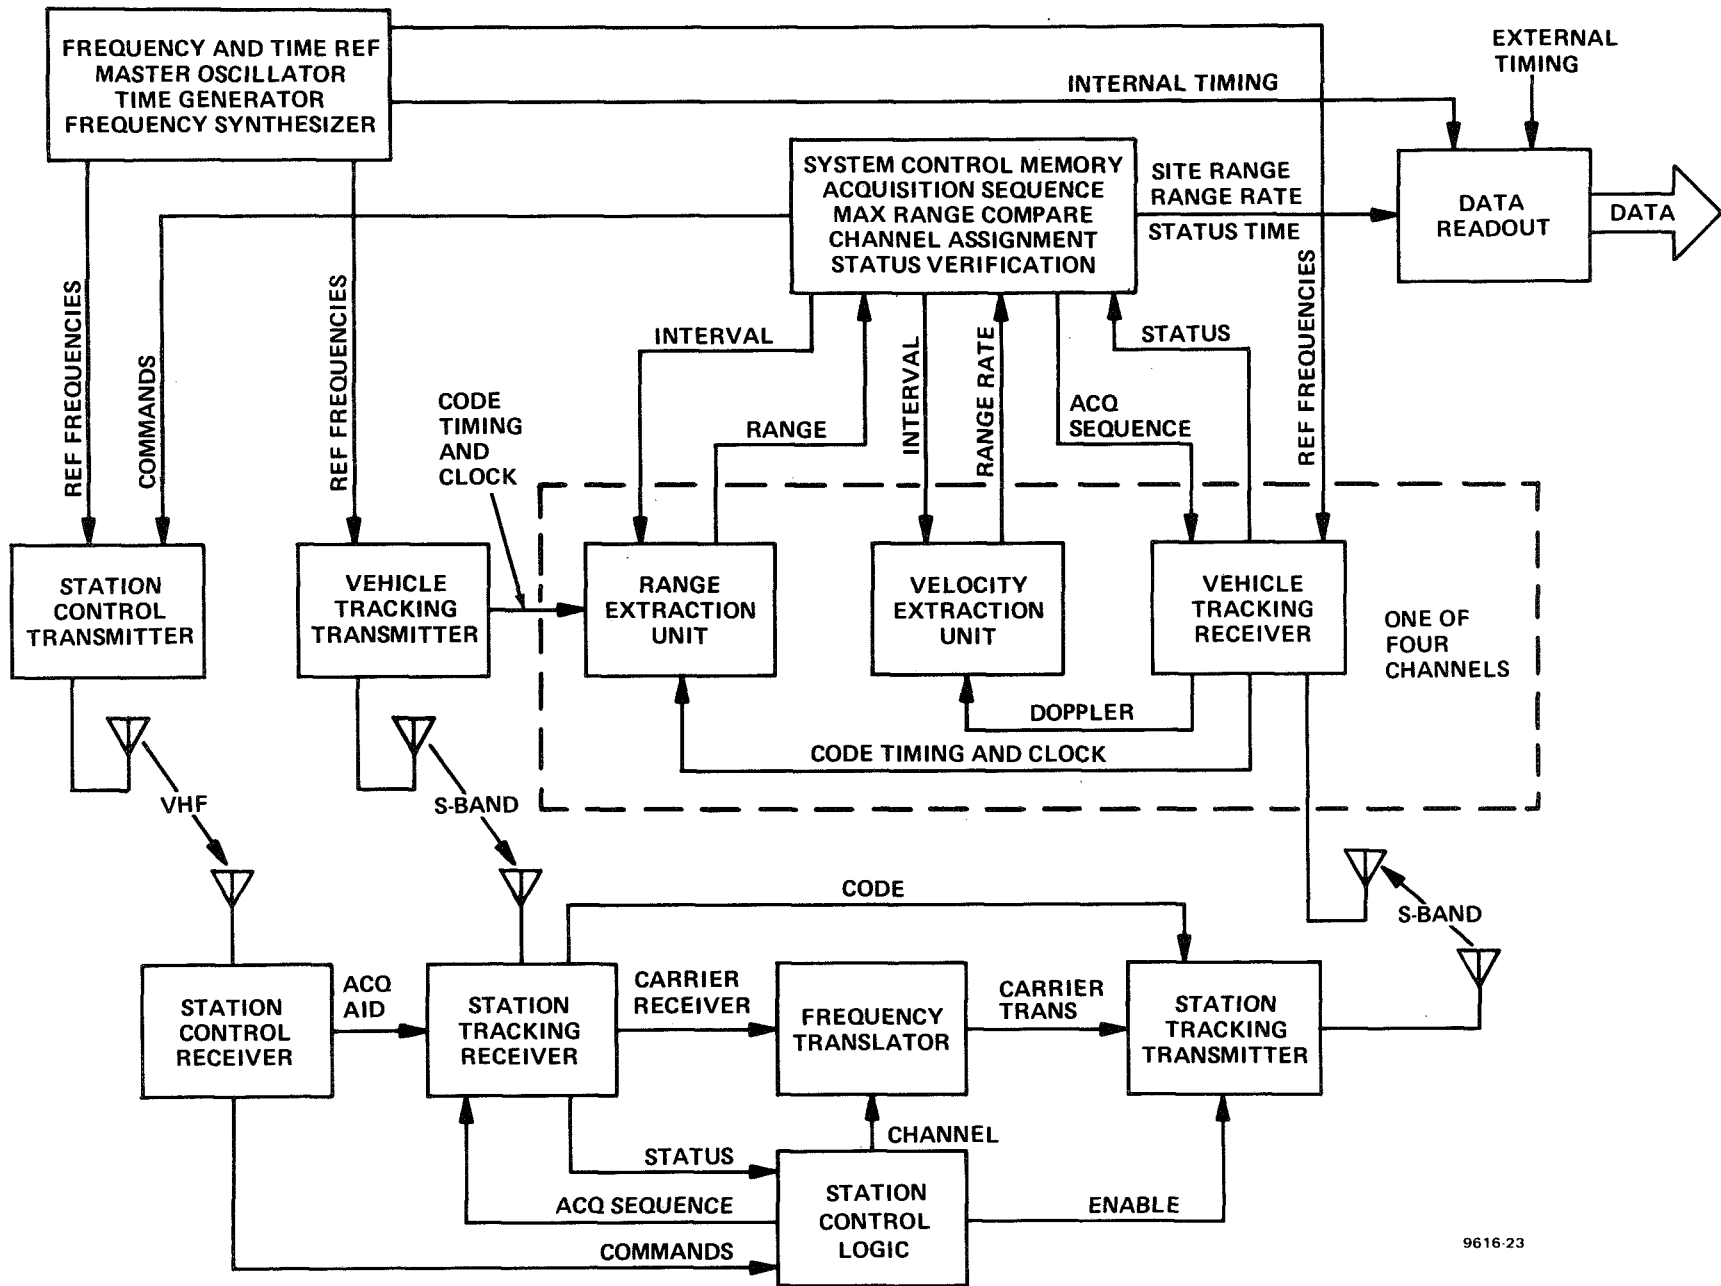 FREQUENCY AND TIME REF
MASTER OSCILLATOR
TIME GENERATOR
FREQUENCY SYNTHESIZER
EXTERNAL
TIMING
INTERNAL TIMING
SYSTEM CONTROL MEMORY
ACQUISITION SEQUENCE
MAX RANGE COMPARE
CHANNEL ASSIGNMENT
STATUS VERIFICATION
SITE RANGE
RANGE RATE
STATUS TIME
DATA
READOUT
DATA
REF FREQUENCIES
COMMANDS
REF FREQUENCIES
CODE
TIMING
AND
CLOCK
INTERVAL
RANGE
INTERVAL
RANGE RATE
ACQ
SEQUENCE
STATUS
REF FREQUENCIES
STATION
CONTROL
TRANSMITTER
VEHICLE
TRACKING
TRANSMITTER
RANGE
EXTRACTION
UNIT
VELOCITY
EXTRACTION
UNIT
VEHICLE
TRACKING
RECEIVER
ONE OF
FOUR
CHANNELS
DOPPLER
CODE TIMING AND CLOCK
VHF
S-BAND
S-BAND
CODE
STATION
CONTROL
RECEIVER
ACQ
AID
STATION
TRACKING
RECEIVER
CARRIER
RECEIVER
FREQUENCY
TRANSLATOR
CARRIER
TRANS
STATION
TRACKING
TRANSMITTER
CHANNEL
STATUS
ACQ SEQUENCE
COMMANDS
STATION
CONTROL
LOGIC
ENABLE
9616-23